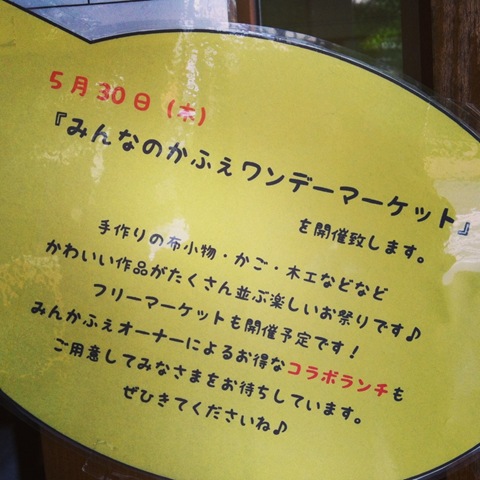 5月30日(木)
『みんなのかふぇワンデーマーケット』
を開催致します。
手作りの布小物・かご・木工などなど
かわいい作品がたくさん並ぶ楽しいお祭りです♪
フリーマーケットも開催予定です！
みんかふぇオーナーによるお得なコラボランチも
ご用意してみなさまをお待ちしています。
ぜひきてくださいね♪